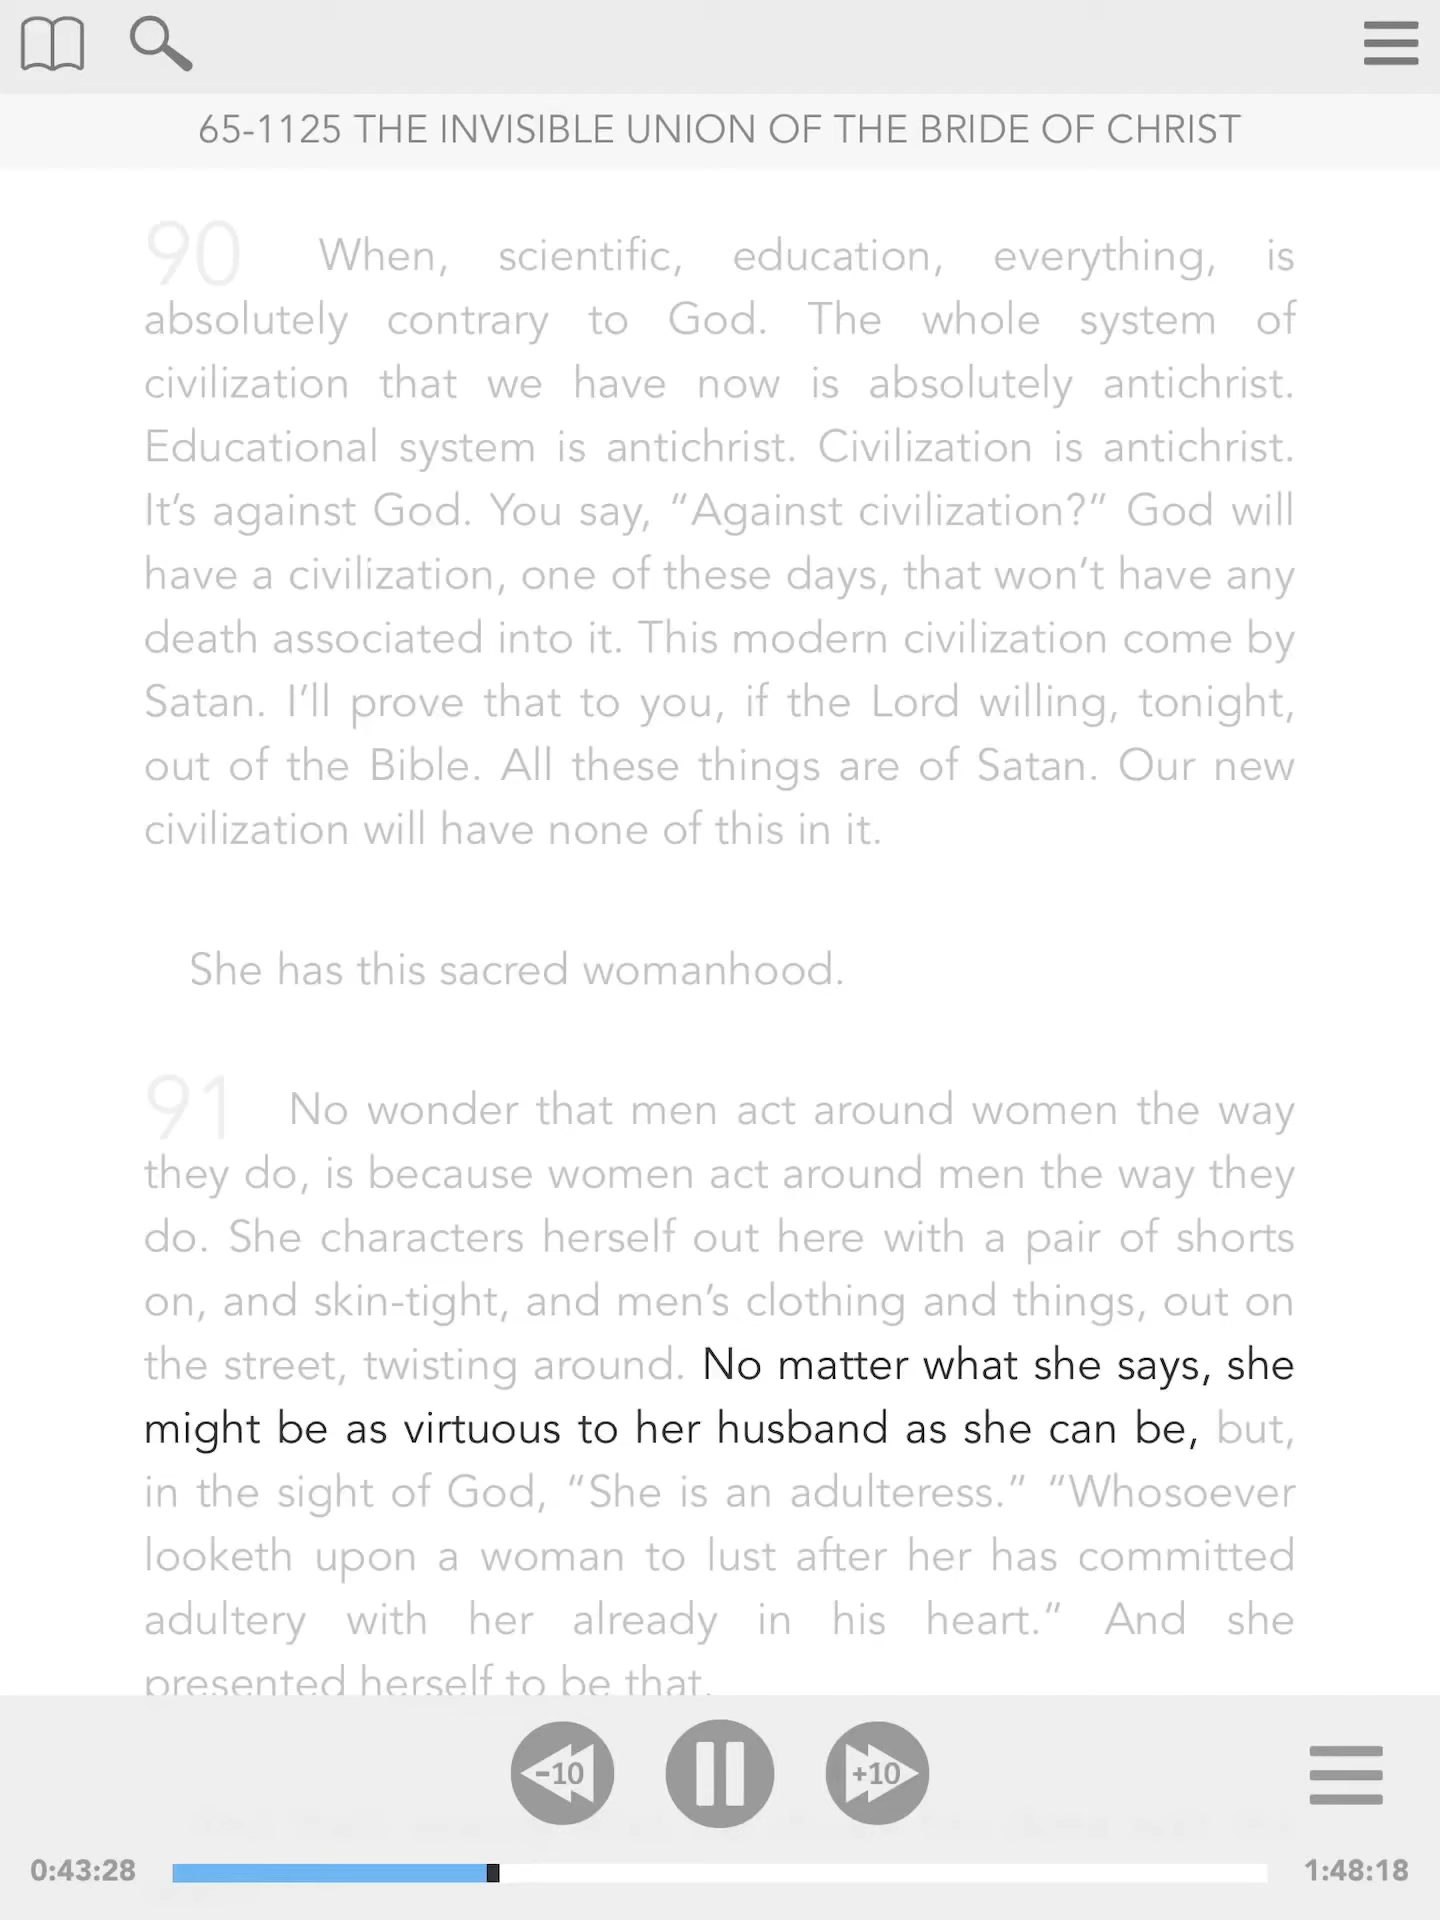 65-1125 THE INVISIBLE UNION OF THE BRIDE OF CHRIST
90 When, scientific, education, everything, is
absolutely contrary to God. The whole system of
civilization that we have now is absolutely antichrist.
Educational system is antichrist. Civilization is antichrist.
It’s against God. You say, “Against civilization?” God will
have a civilization, one of these days, that won’t have any
death associated into it. This modern civilization come by
Satan. I’ll prove that to you, if the Lord willing, tonight,
out of the Bible. All these things are of Satan. Our new
civilization will have none of this in it.
She has this sacred womanhood.
91 No wonder that men act around women the way
they do, is because women act around men the way they
do. She characters herself out here with a pair of shorts
on, and skin-tight, and men’s clothing and things, out on
the street, twisting around. No matter what she says, she
might be as virtuous to her husband as she can be, but,
in the sight of God, “She is an adulteress.” “Whosoever
looketh upon a woman to lust after her has committed
adultery with her already in his heart.” And she
presented herself to be that.
-10 +10
0:43:28 1:48:18